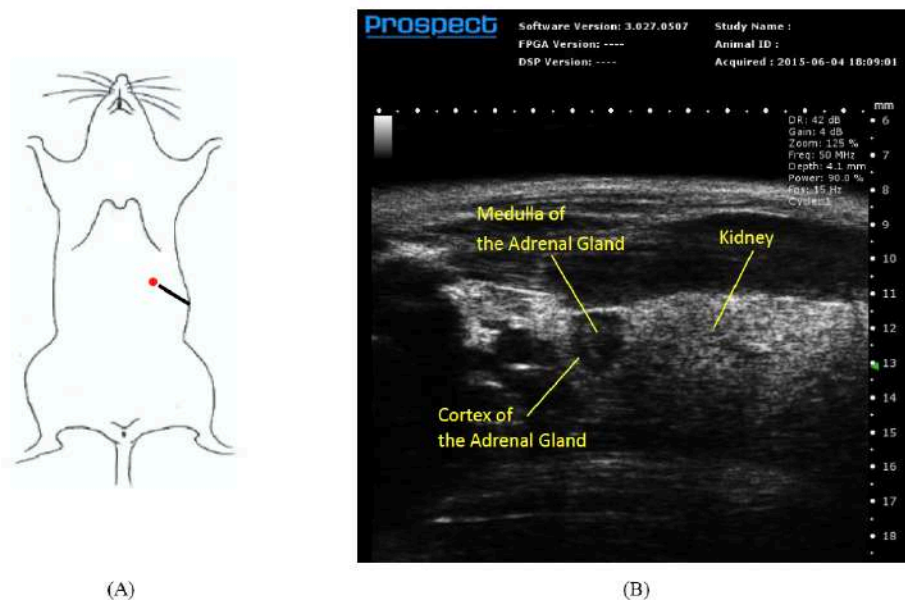 Prospect
Software Version: 3.027.0507
Study Name :
FPGA Version: ----
Animal ID :
DSP Version: ----
Acquired : 2015-06-04 18:09:01
mm
DR: 42 dB
Gain: 4 dB
Zoom: 125 %
Freq: 50 MHz
Depth: 4.1 mm
Power: 90.0 %
Fps: 15 Hz
6
7
8
9
10
11
12
13
14
15
16
17
18
Medulla of
the Adrenal Gland
Kidney
Cortex of
the Adrenal Gland
(A)
(B)